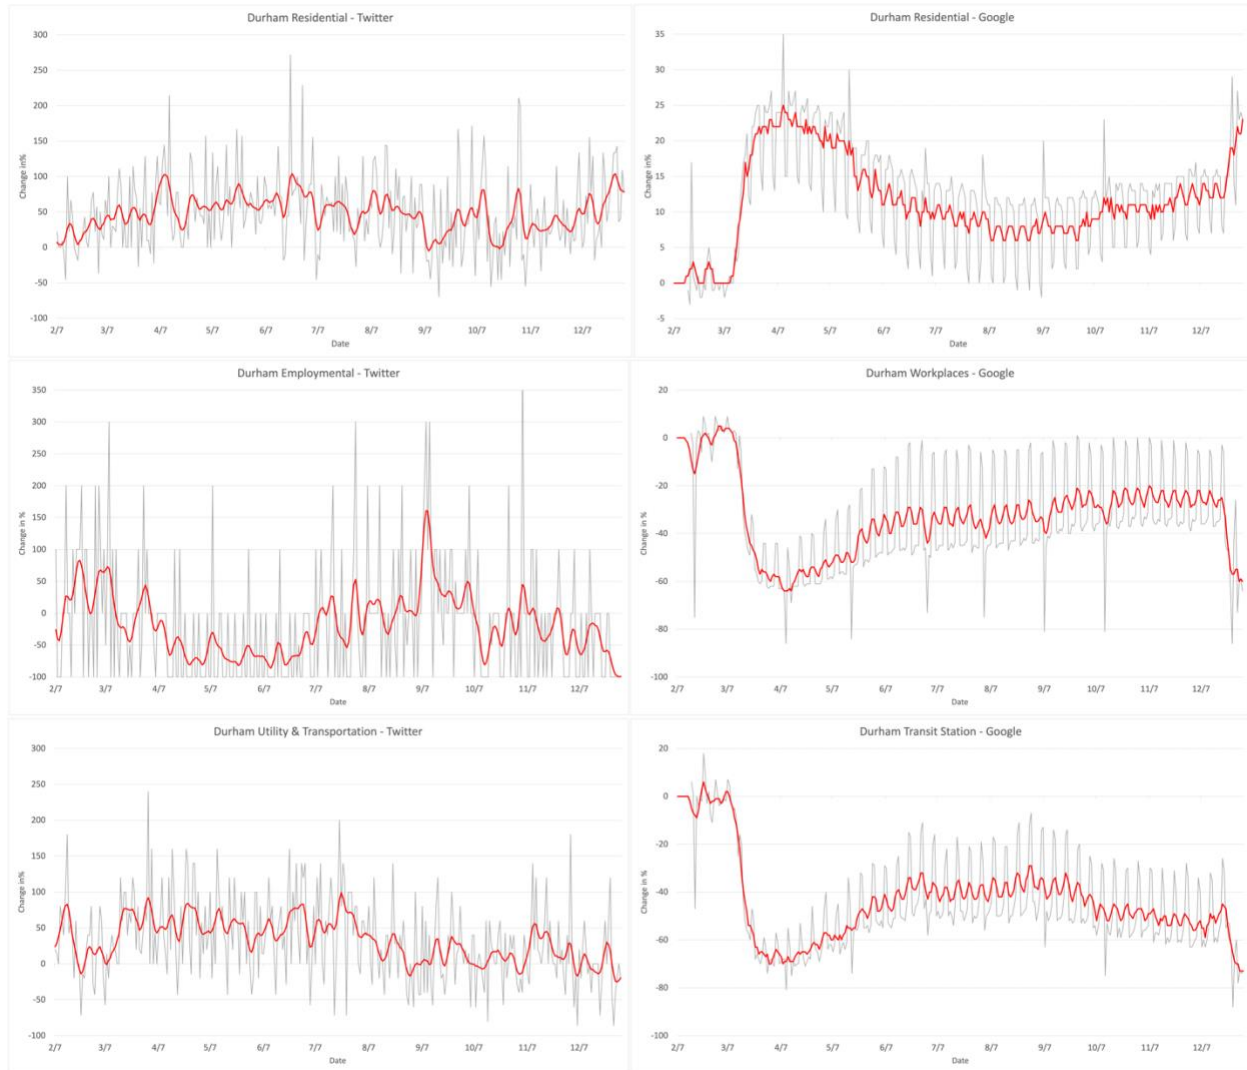 Durham Residential - Twitter
300
250
200
150
100
50
0
-50
-100
Change in%
2/7 3/7 4/7 5/7 6/7 7/7 8/7 9/7 10/7 11/7 12/7
Date
Durham Residential - Google
35
30
25
20
15
10
5
0
-5
Change in%
2/7 3/7 4/7 5/7 6/7 7/7 8/7 9/7 10/7 11/7 12/7
Date
Durham Employmental - Twitter
350
300
250
200
150
100
50
0
-50
-100
Change in %
2/7 3/7 4/7 5/7 6/7 7/7 8/7 9/7 10/7 11/7 12/7
Date
Durham Workplaces - Google
20
0
-20
-40
-60
-80
-100
Change in %
2/7 3/7 4/7 5/7 6/7 7/7 8/7 9/7 10/7 11/7 12/7
Date
Durham Utility & Transportation - Twitter
300
250
200
150
100
50
0
-50
-100
Change in%
2/7 3/7 4/7 5/7 6/7 7/7 8/7 9/7 10/7 11/7 12/7
Date
Durham Transit Station - Google
20
0
-20
-40
-60
-80
-100
Change in %
2/7 3/7 4/7 5/7 6/7 7/7 8/7 9/7 10/7 11/7 12/7
Date